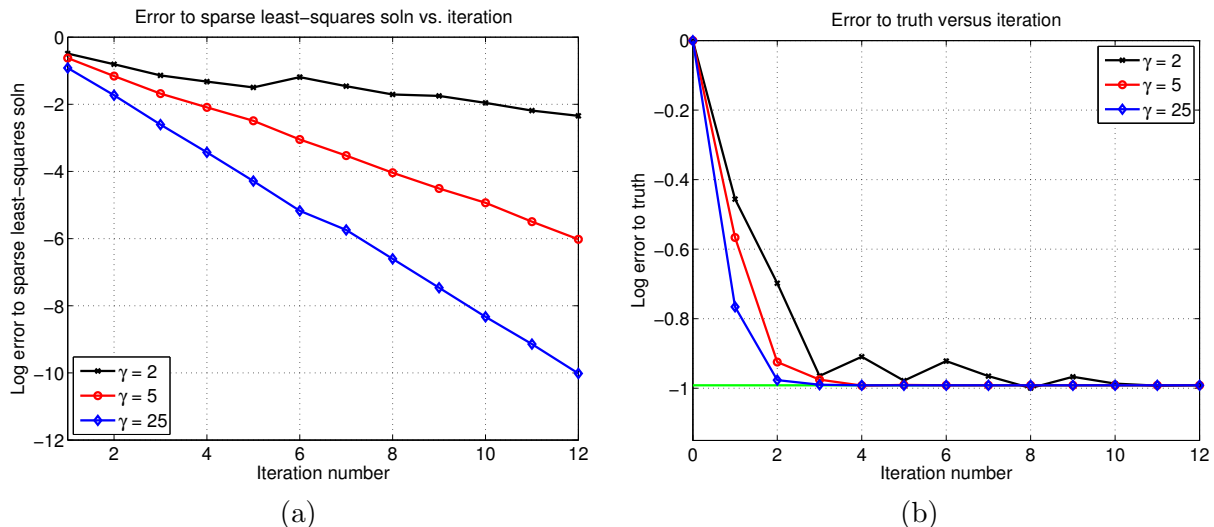 Error to sparse least−squares soln vs. iteration
0
−2
−4
−6
−8
−10
−12
Log error to sparse least−squares soln
γ = 2
γ = 5
γ = 25
2
4
6
8
10
12
Iteration number
(a)
Error to truth versus iteration
0
−0.2
−0.4
−0.6
−0.8
−1
Log error to truth
γ = 2
γ = 5
γ = 25
0
2
4
6
8
10
12
Iteration number
(b)